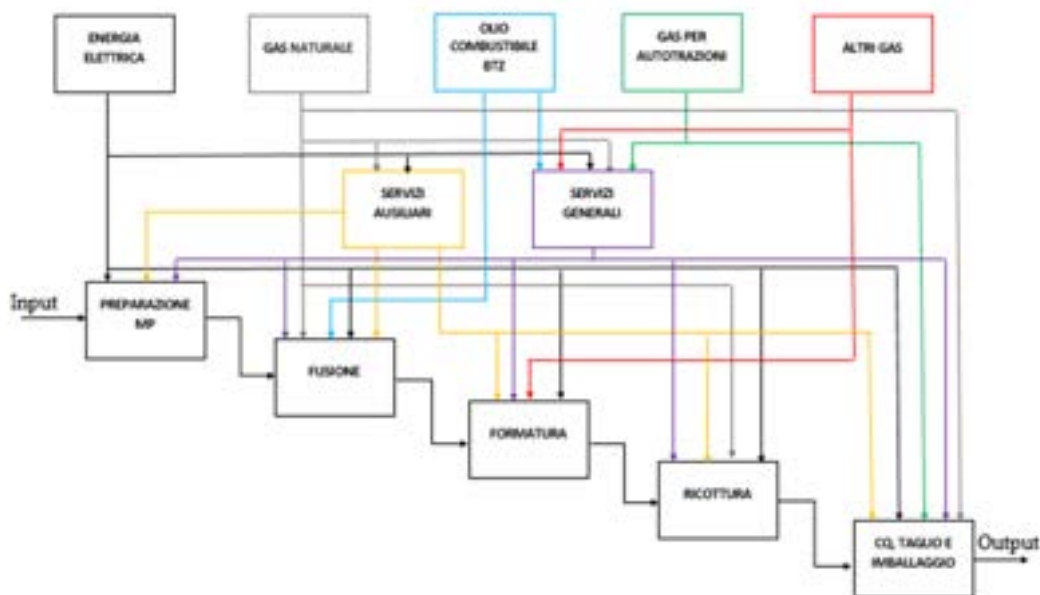 ENERGIA
ELETTRICA
GAS NATURALE
OLIO
COMBUSTIBILE
BTZ
GAS PER
AUTOTRAZIONI
ALTRI GAS
SERVIZI
AUSILIARI
SERVIZI
GENERALI
Input
PREPARAZIONE
MP
FUSIONE
FORMATURA
RICOTTURA
CQ, TAGLIO E
IMBALLAGGIO
Output